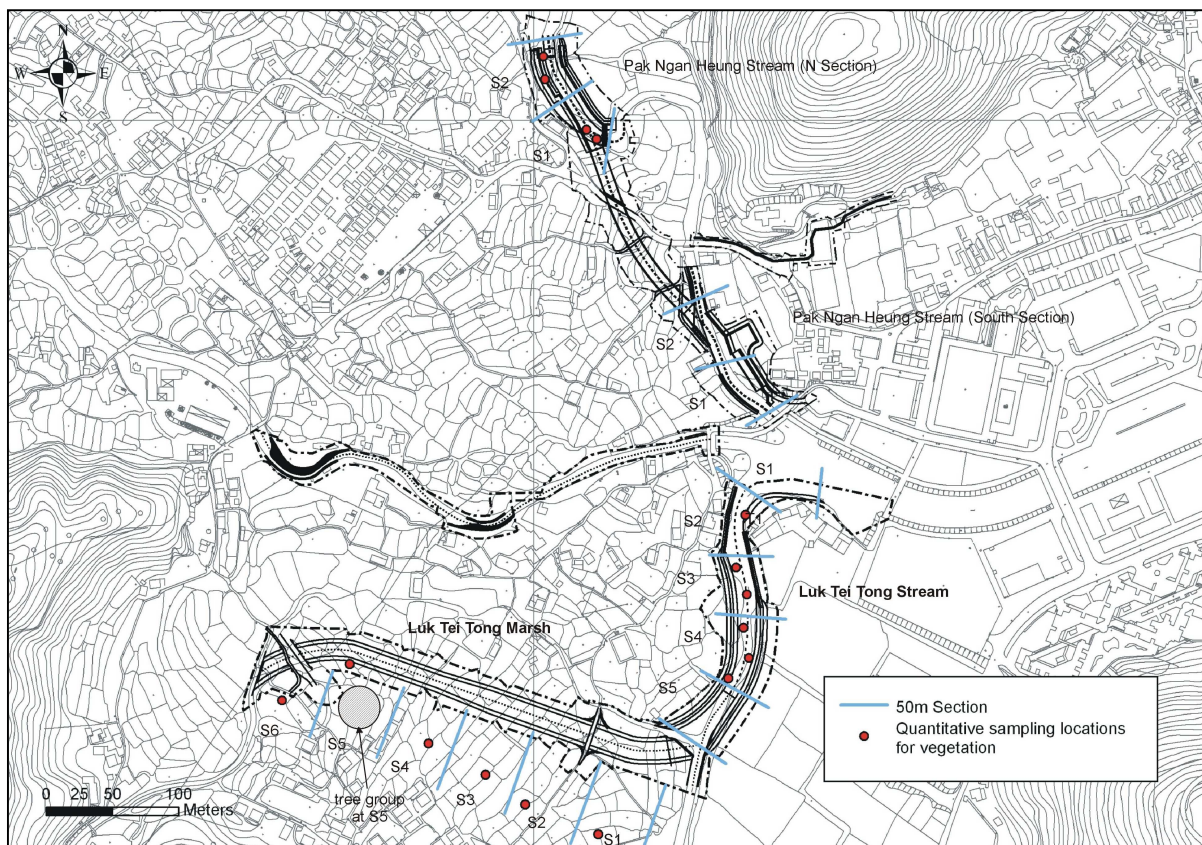 N
W E
S
Pak Ngan Heung Stream (N Section)
S2
S1
Pak Ngan Heung Stream (South Section)
S2
S1
S1
S2
S3
Luk Tei Tong Stream
S4
Luk Tei Tong Marsh
S5
S6
S5
S4
S3
S2
S1
tree group
at S5
50m Section
Quantitative sampling locations
for vegetation
0 25 50 100
Meters